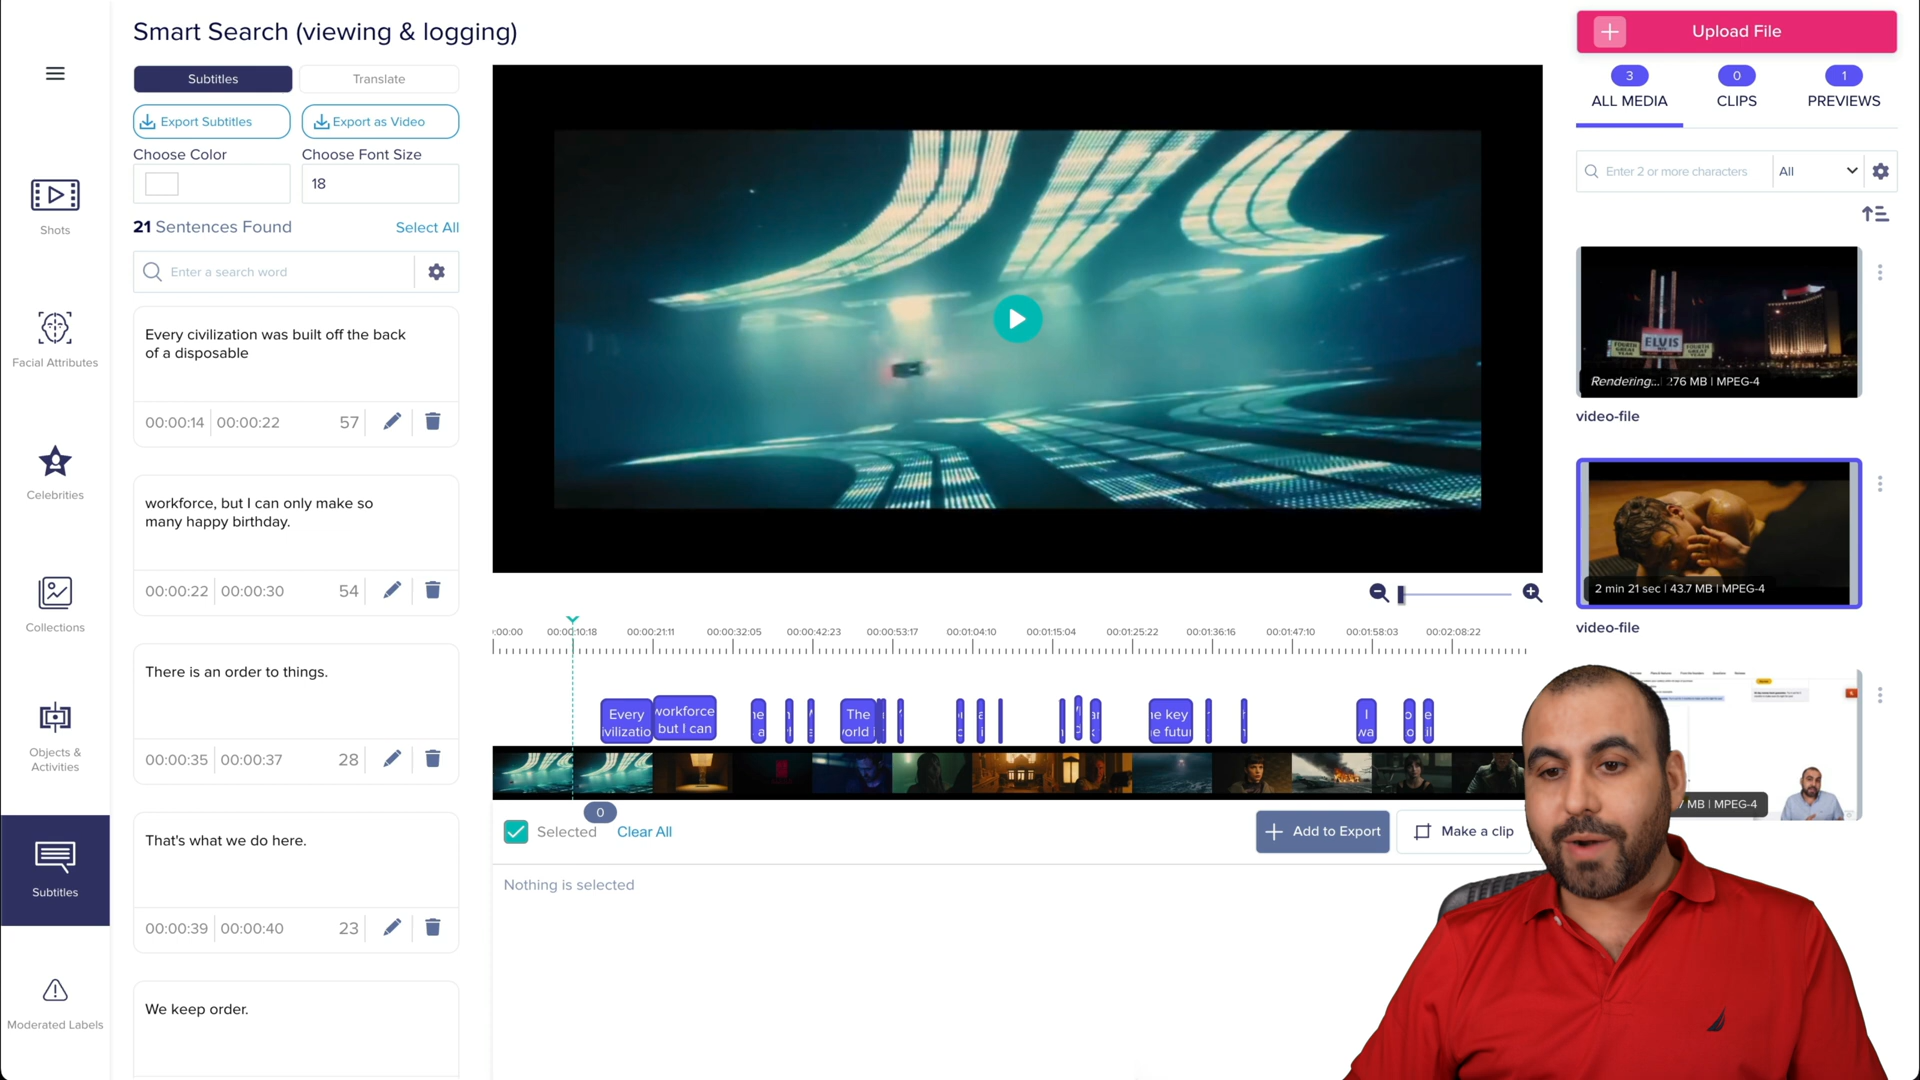 Smart Search (viewing & logging)
Subtitles
Translate
Export Subtitles
Export as Video
Choose Color
Choose Font Size
18
21 Sentences Found
Select All
Enter a search word
Every civilization was built off the back
of a disposable
00:00:14
00:00:22
57
workforce, but I can only make so
many happy birthday.
00:00:22
00:00:30
54
There is an order to things.
00:00:35
00:00:37
28
That's what we do here.
00:00:39
00:00:40
23
We keep order.
Shots
Facial Attributes
Celebrities
Collections
Objects &
Activities
Subtitles
Moderated Labels
:00:00
00:00:10:18
00:00:21:11
00:00:32:05
00:00:42:23
00:00:53:17
00:01:04:10
00:01:15:04
00:01:25:22
00:01:36:16
00:01:47:10
00:01:58:03
00:02:08:22
Every
ivilizatio
workforce
but I can
The
world i
he key
he futur
I
wa
0
Selected
Clear All
Add to Export
Make a clip
Nothing is selected
Upload File
3
ALL MEDIA
0
CLIPS
1
PREVIEWS
Enter 2 or more characters
All
ELVIS
Rendering... 276 MB | MPEG-4
video-file
2 min 21 sec | 43.7 MB | MPEG-4
video-file
MB | MPEG-4